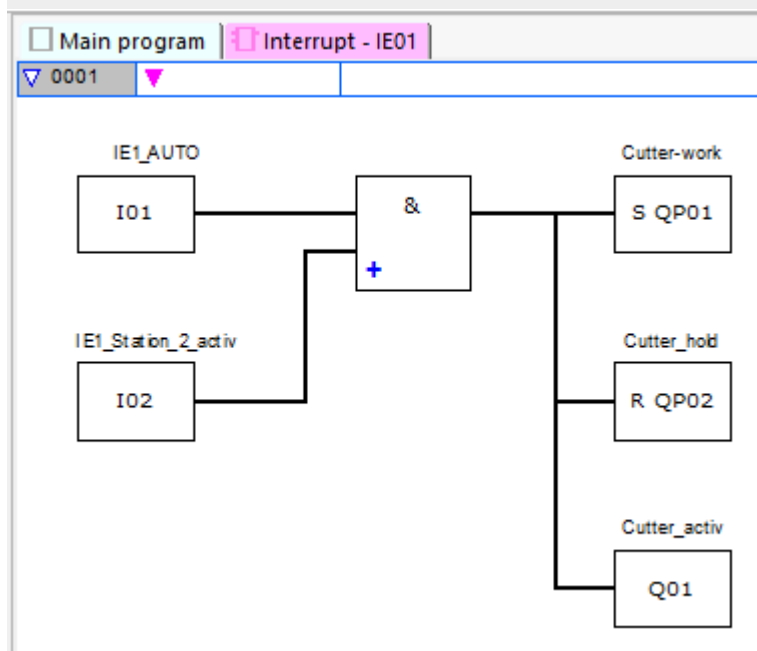 Main program Interrupt - IE01
0001
IE1_AUTO Cutter-work
I01 & S QP01
+
IE1_Station_2_activ Cutter_hold
I02 R QP02
Cutter_activ
Q01